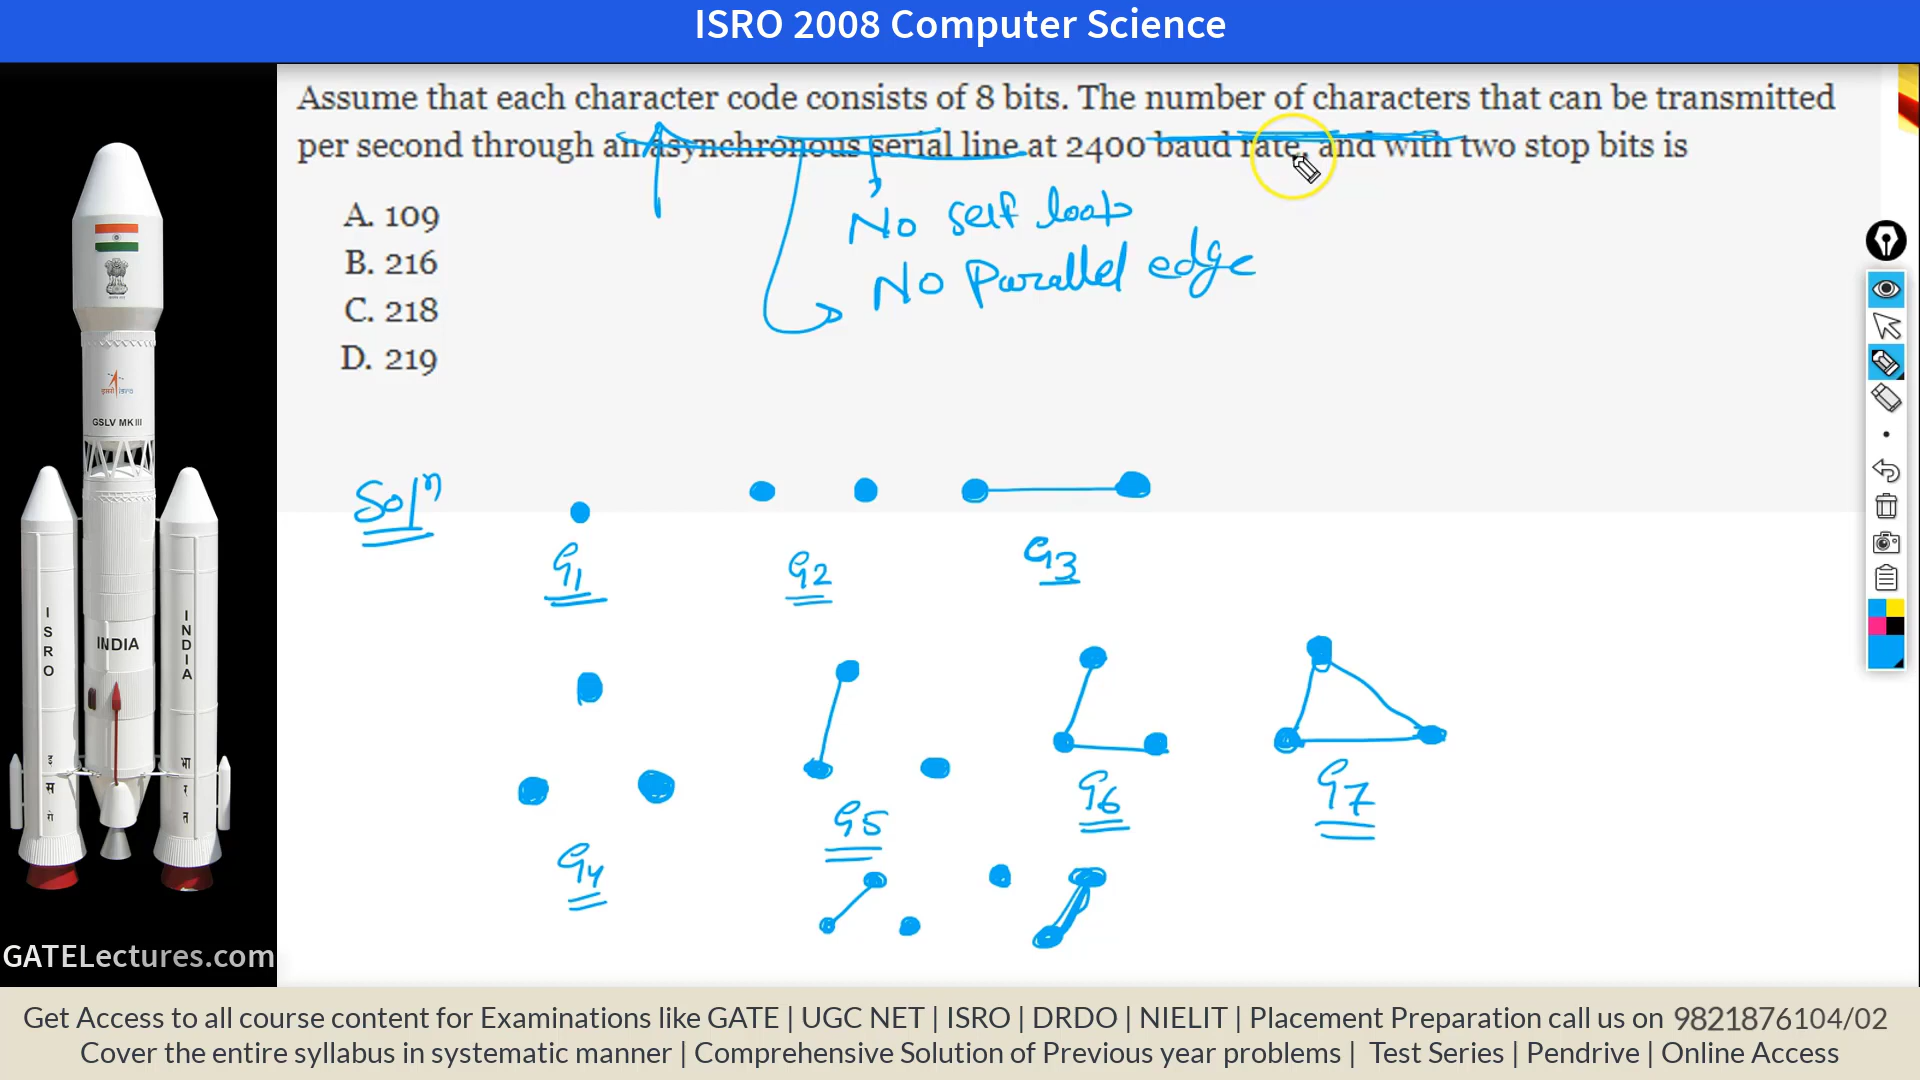 ISRO 2008 Computer Science
Assume that each character code consists of 8 bits. The number of characters that can be transmitted
per second through an asynchronous serial line at 2400 baud rate, and with two stop bits is
A. 109
B. 216
C. 218
D. 219
No self loop
No Parallel edge
Solⁿ
G1
G2
G3
G4
G5
G6
G7
GSLV MK III
ISRO
INDIA
INDIA
इसरो
भारत
GATELectures.com
Get Access to all course content for Examinations like GATE | UGC NET | ISRO | DRDO | NIELIT | Placement Preparation call us on 9821876104/02
Cover the entire syllabus in systematic manner | Comprehensive Solution of Previous year problems | Test Series | Pendrive | Online Access